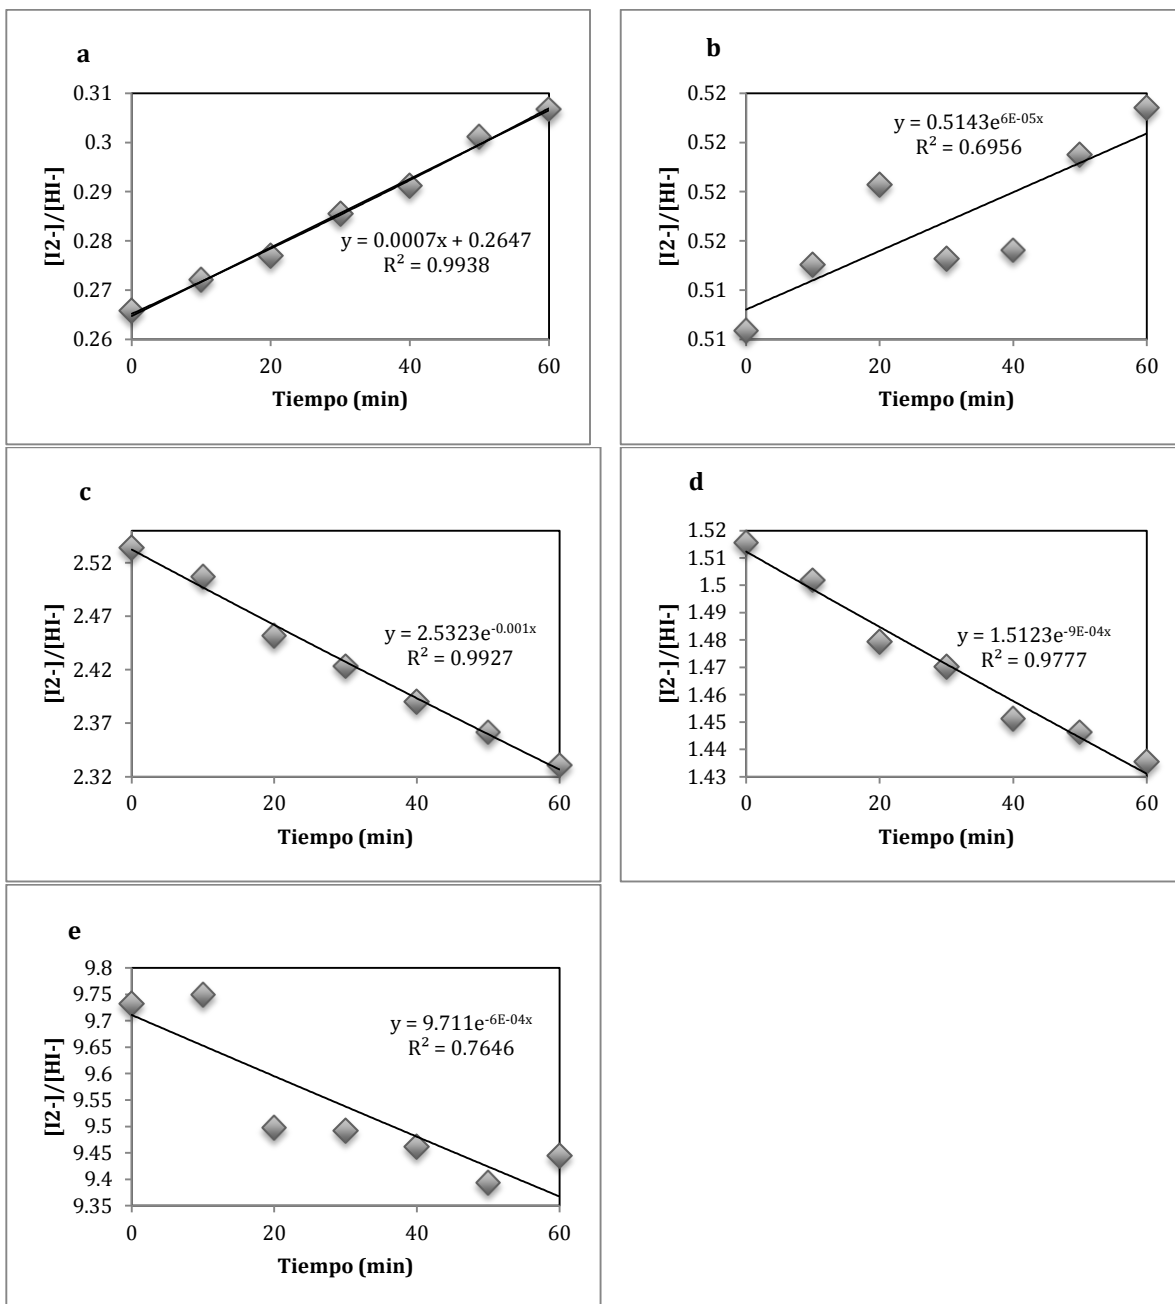 a
0.31
0.3
0.29
0.28
0.27
0.26
[I2-]/[HI-]
y = 0.0007x + 0.2647
R² = 0.9938
0
20
40
60
Tiempo (min)
b
0.52
0.52
0.52
0.52
0.51
0.51
[I2-]/[HI-]
y = 0.5143e^6E-05x
R² = 0.6956
0
20
40
60
Tiempo (min)
c
2.52
2.47
2.42
2.37
2.32
[I2-]/[HI-]
y = 2.5323e^-0.001x
R² = 0.9927
0
20
40
60
Tiempo (min)
d
1.52
1.51
1.5
1.49
1.48
1.47
1.46
1.45
1.44
1.43
[I2-]/[HI-]
y = 1.5123e^-9E-04x
R² = 0.9777
0
20
40
60
Tiempo (min)
e
9.8
9.75
9.7
9.65
9.6
9.55
9.5
9.45
9.4
9.35
[I2-]/[HI-]
y = 9.711e^-6E-04x
R² = 0.7646
0
20
40
60
Tiempo (min)